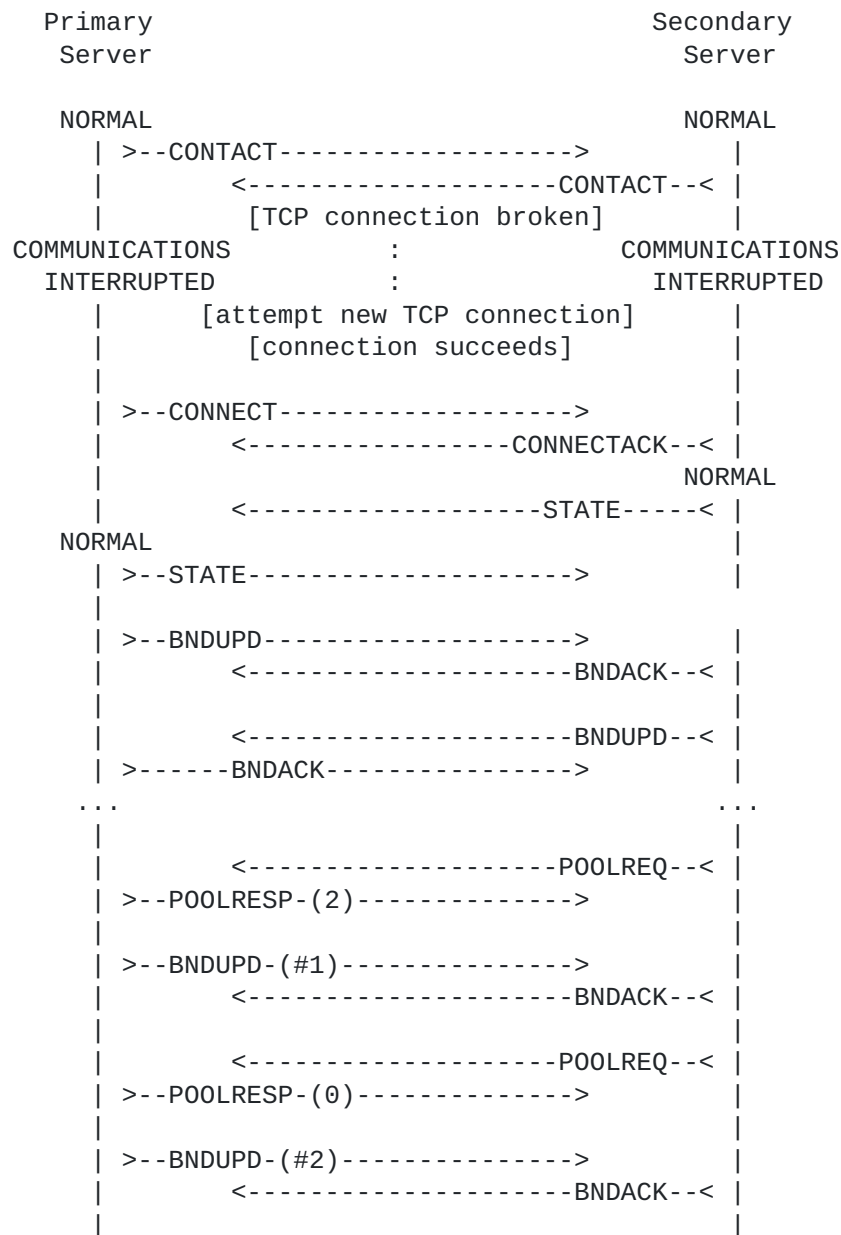 Primary                                Secondary
   Server                                  Server

   NORMAL                                  NORMAL
      | >--CONTACT------------------->         |
      |        <--------------------CONTACT--< |
      |         [TCP connection broken]        |
COMMUNICATIONS          :              COMMUNICATIONS
  INTERRUPTED           :                INTERRUPTED
      |      [attempt new TCP connection]      |
      |         [connection succeeds]          |
      |                                        |
      | >--CONNECT------------------->         |
      |        <-----------------CONNECTACK--< |
      |                                     NORMAL
      |        <-------------------STATE-----< |
   NORMAL                                      |
      | >--STATE--------------------->         |
      |
      | >--BNDUPD-------------------->         |
      |        <---------------------BNDACK--< |
      |                                        |
      |        <---------------------BNDUPD--< |
      | >------BNDACK---------------->         |
     ...                                      ...
      |                                        |
      |        <--------------------POOLREQ--< |
      | >--POOLRESP-(2)-------------->         |
      |                                        |
      | >--BNDUPD-(#1)--------------->         |
      |        <---------------------BNDACK--< |
      |                                        |
      |        <--------------------POOLREQ--< |
      | >--POOLRESP-(0)-------------->         |
      |                                        |
      | >--BNDUPD-(#2)--------------->         |
      |        <---------------------BNDACK--< |
      |                                        |